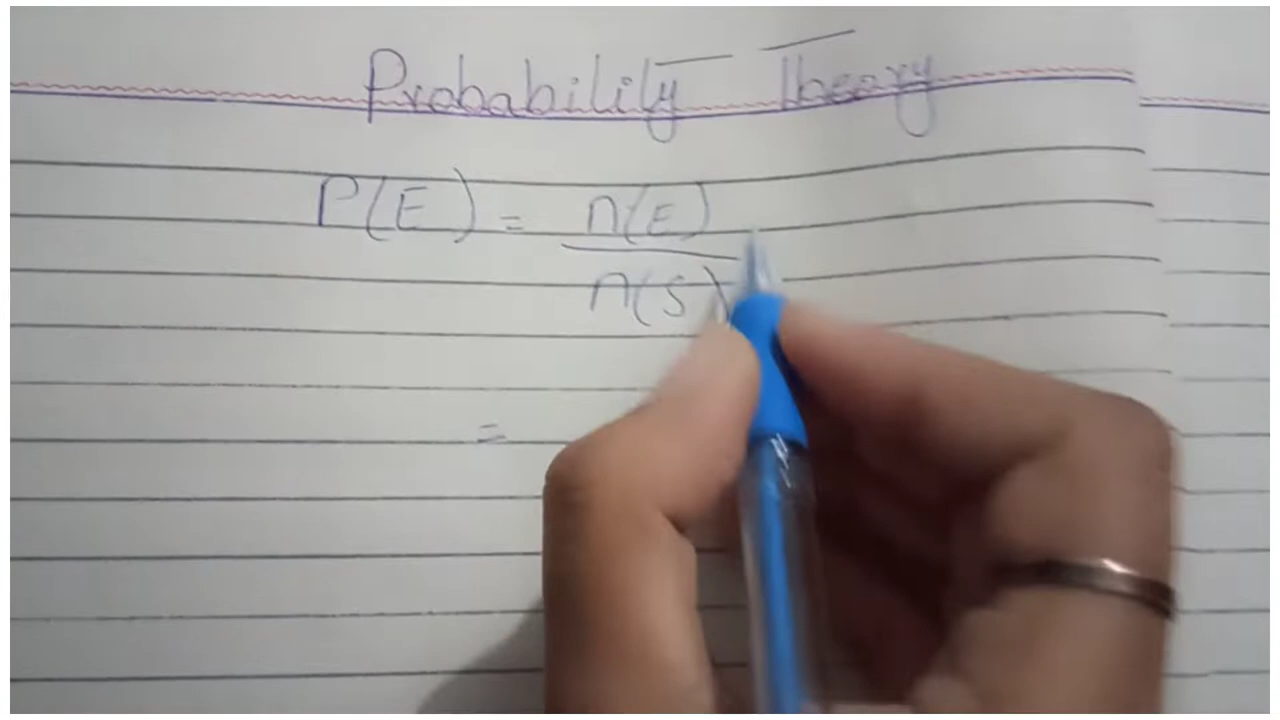 Probability Theory
P(E) = n(E)
n(S)
=